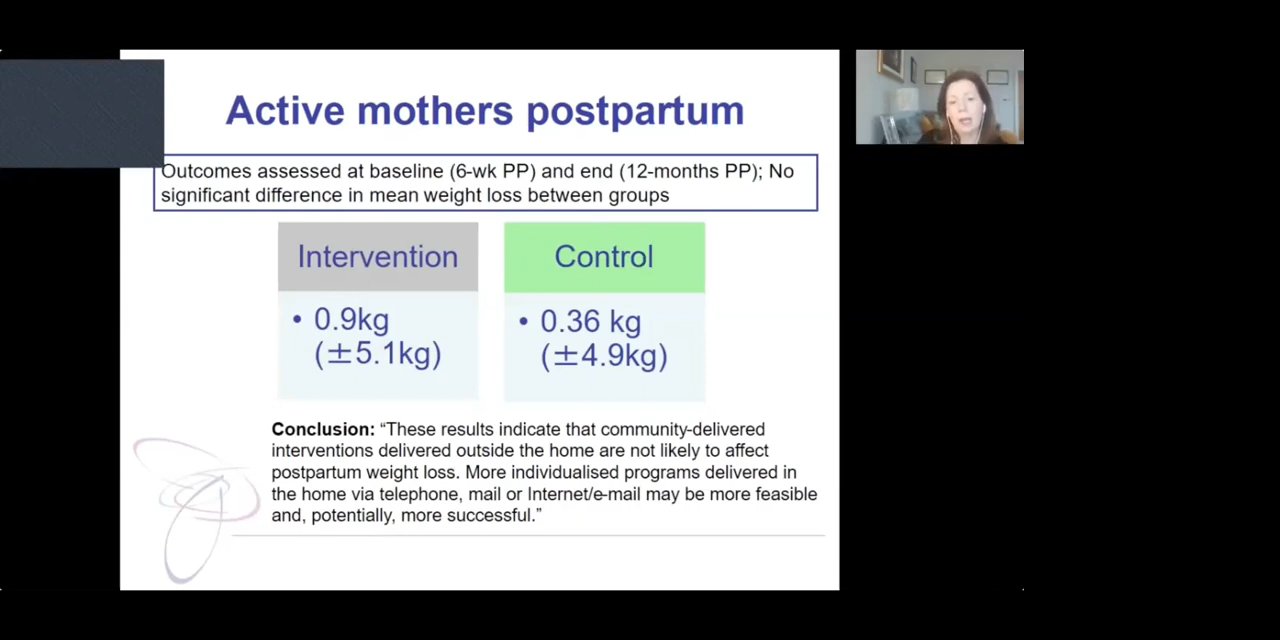 Active mothers postpartum
Outcomes assessed at baseline (6-wk PP) and end (12-months PP); No
significant difference in mean weight loss between groups
Intervention
• 0.9kg
(±5.1kg)
Control
• 0.36 kg
(±4.9kg)
Conclusion: “These results indicate that community-delivered
interventions delivered outside the home are not likely to affect
postpartum weight loss. More individualised programs delivered in
the home via telephone, mail or Internet/e-mail may be more feasible
and, potentially, more successful.”